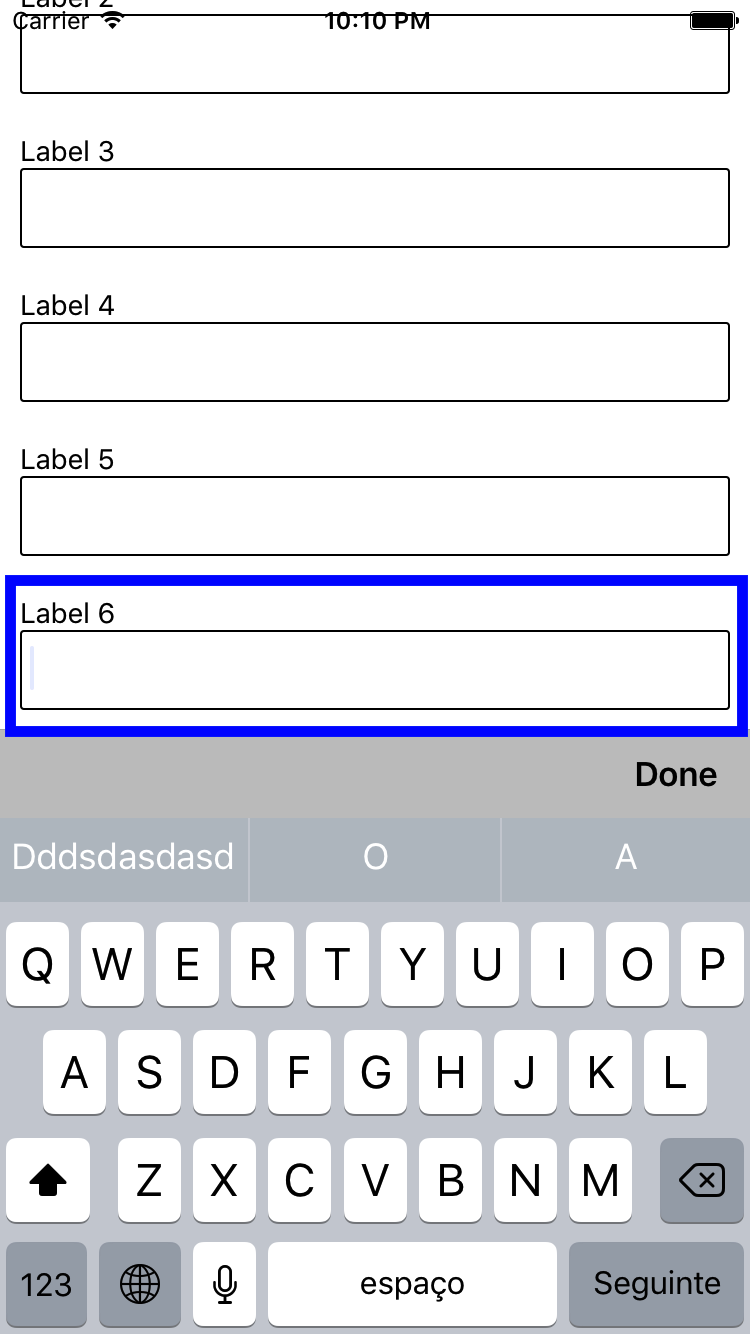 Label 2
Carrier 10:10 PM
Label 3
Label 4
Label 5
Label 6
Done
Dddsdasdasd O A
Q W E R T Y U I O P
A S D F G H J K L
Z X C V B N M
123 espaço Seguinte